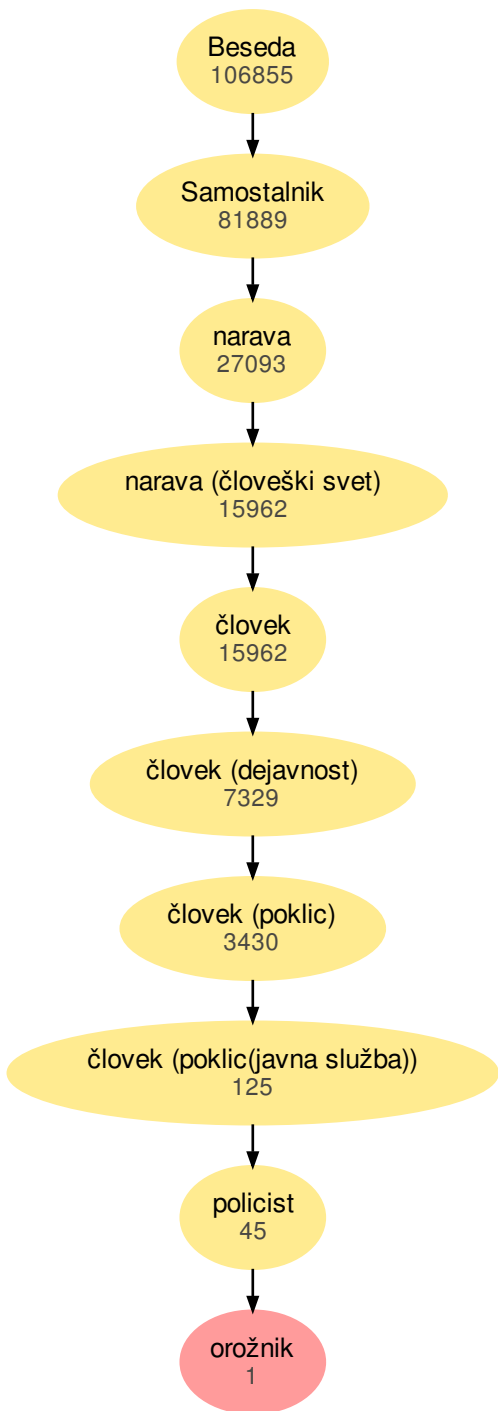 Beseda
106855
Samostalnik
81889
narava
27093
narava (človeški svet)
15962
človek
15962
človek (dejavnost)
7329
človek (poklic)
3430
človek (poklic(javna služba))
125
policist
45
orožnik
1